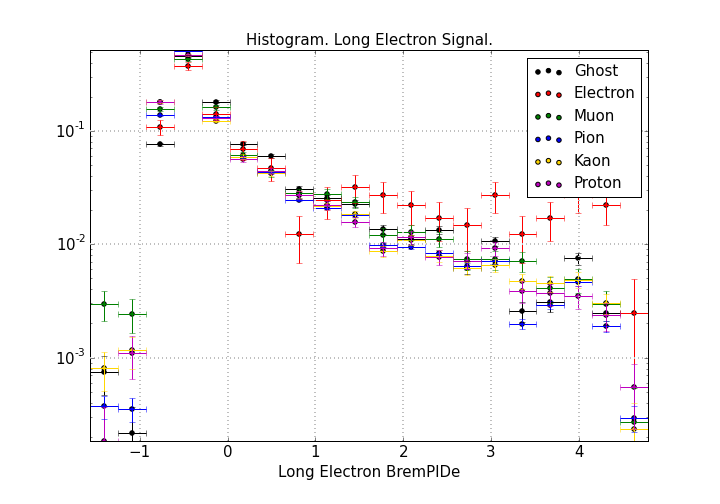 Histogram. Long Electron Signal.
Ghost
Electron
Muon
Pion
Kaon
Proton
10^-1
10^-2
10^-3
−1 0 1 2 3 4
Long Electron BremPIDe